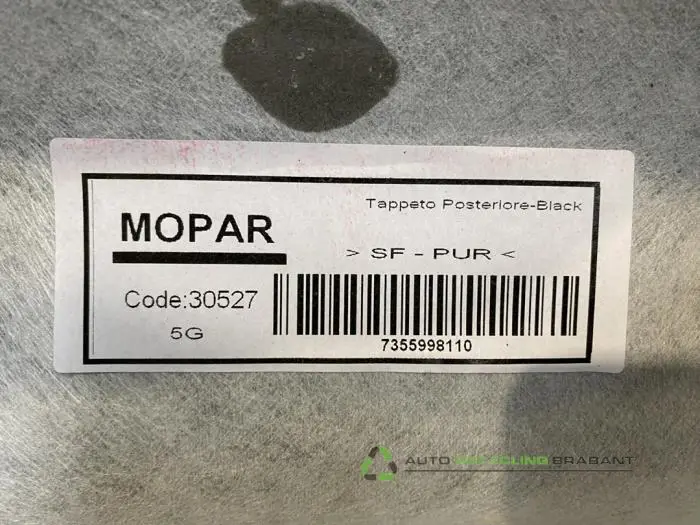 Tappeto Posteriore-Black
MOPAR
> SF - PUR <
Code:30527
5G
7355998110
AUTO RECYCLING BRABANT